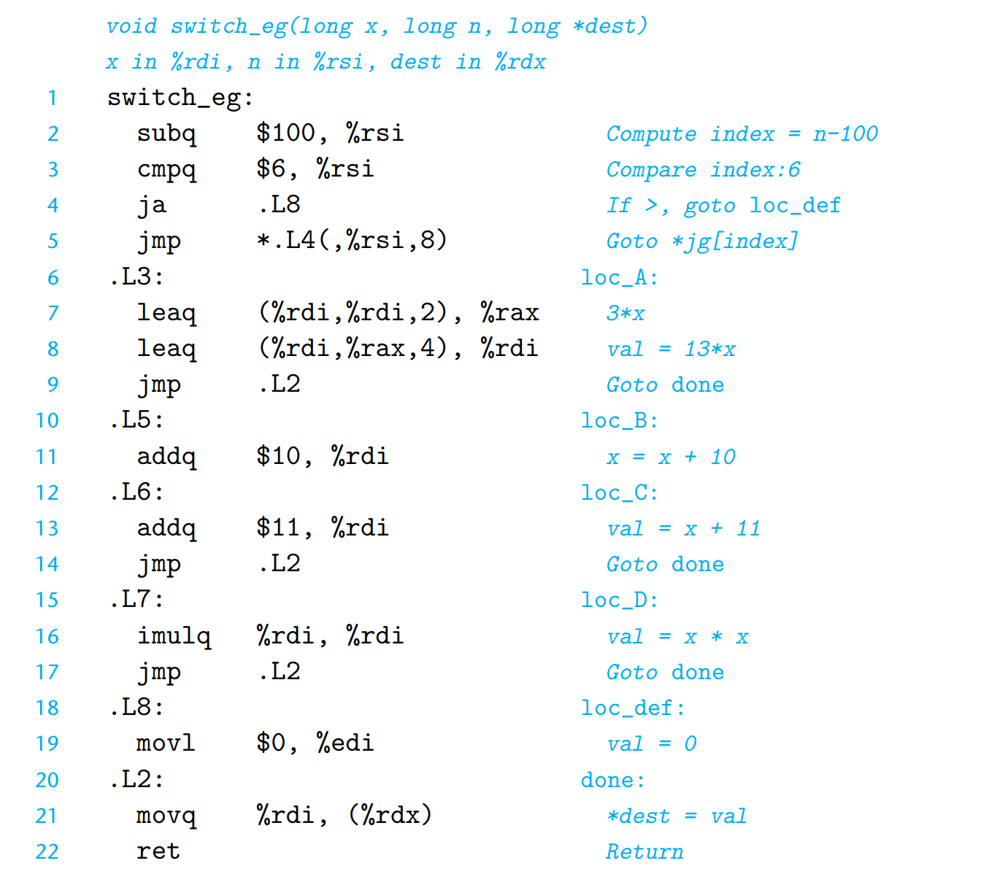 void switch_eg(long x, long n, long *dest)
x in %rdi, n in %rsi, dest in %rdx
1 switch_eg:
2 subq $100, %rsi Compute index = n-100
3 cmpq $6, %rsi Compare index:6
4 ja .L8 If >, goto loc_def
5 jmp *.L4(,%rsi,8) Goto *jg[index]
6 .L3: loc_A:
7 leaq (%rdi,%rdi,2), %rax 3*x
8 leaq (%rdi,%rax,4), %rdi val = 13*x
9 jmp .L2 Goto done
10 .L5: loc_B:
11 addq $10, %rdi x = x + 10
12 .L6: loc_C:
13 addq $11, %rdi val = x + 11
14 jmp .L2 Goto done
15 .L7: loc_D:
16 imulq %rdi, %rdi val = x * x
17 jmp .L2 Goto done
18 .L8: loc_def:
19 movl $0, %edi val = 0
20 .L2: done:
21 movq %rdi, (%rdx) *dest = val
22 ret Return